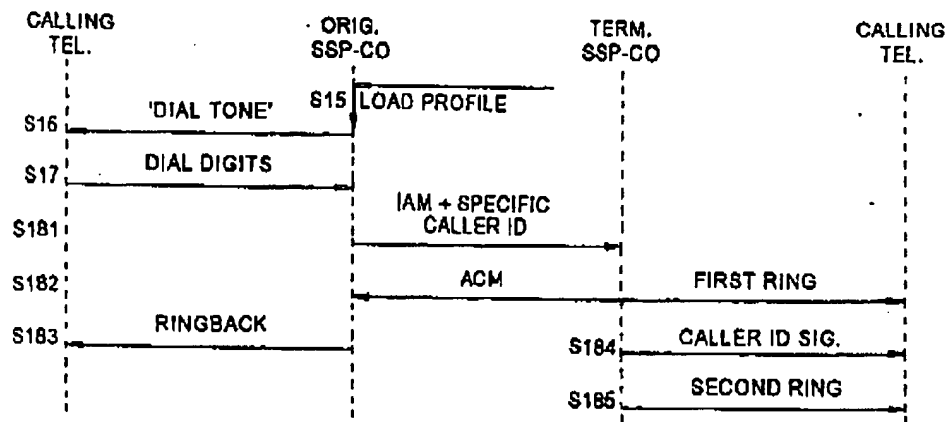 CALLING
TEL.
ORIG.
SSP-CO
TERM.
SSP-CO
CALLING
TEL.
S15 LOAD PROFILE
S16 'DIAL TONE'
S17 DIAL DIGITS
S181 IAM + SPECIFIC
CALLER ID
S182 ACM FIRST RING
S183 RINGBACK
S184 CALLER ID SIG.
S185 SECOND RING